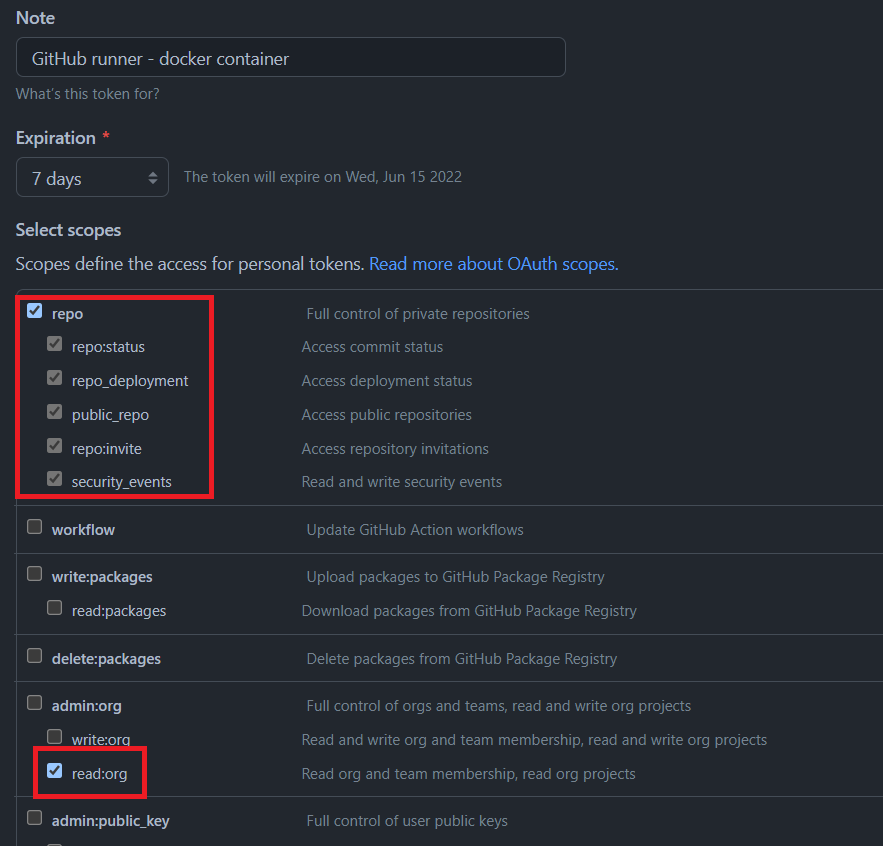 Note
GitHub runner - docker container
What's this token for?
Expiration *
7 days The token will expire on Wed, Jun 15 2022
Select scopes
Scopes define the access for personal tokens. Read more about OAuth scopes.
repo Full control of private repositories
repo:status Access commit status
repo_deployment Access deployment status
public_repo Access public repositories
repo:invite Access repository invitations
security_events Read and write security events
workflow Update GitHub Action workflows
write:packages Upload packages to GitHub Package Registry
read:packages Download packages from GitHub Package Registry
delete:packages Delete packages from GitHub Package Registry
admin:org Full control of orgs and teams, read and write org projects
write:org Read and write org and team membership, read and write org projects
read:org Read org and team membership, read org projects
admin:public_key Full control of user public keys